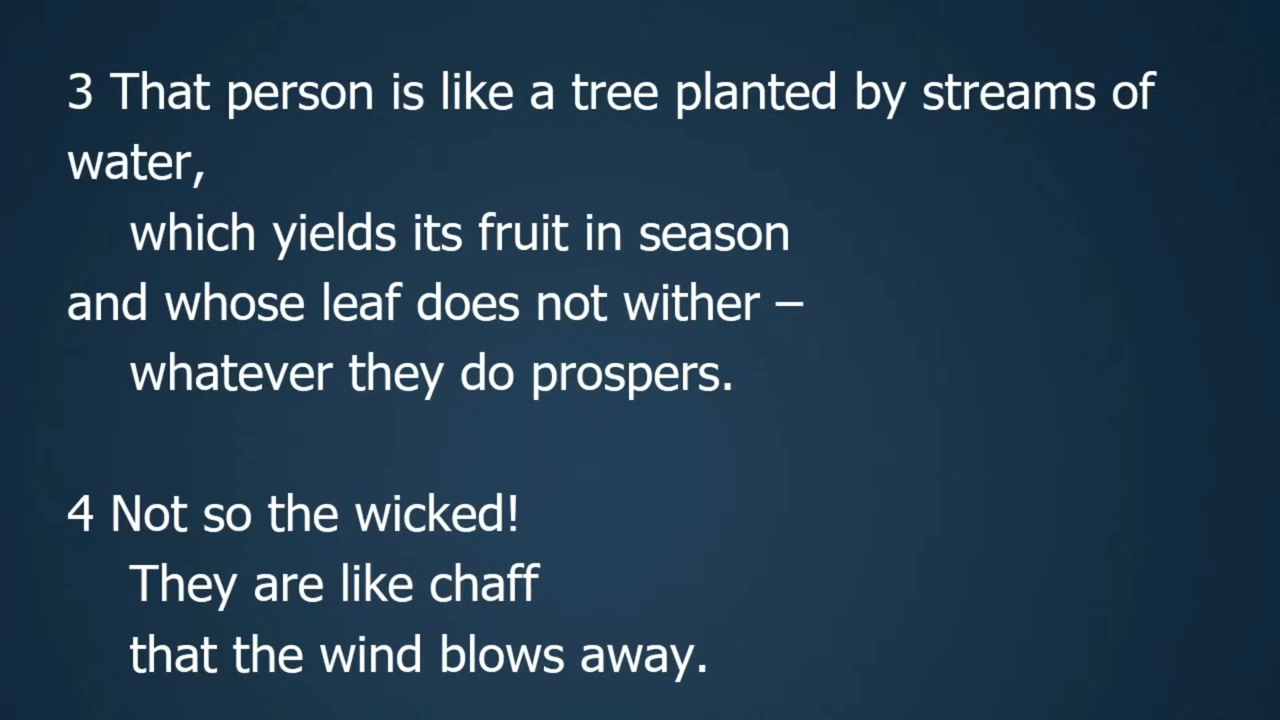 3 That person is like a tree planted by streams of
water,
which yields its fruit in season
and whose leaf does not wither –
whatever they do prospers.
4 Not so the wicked!
They are like chaff
that the wind blows away.